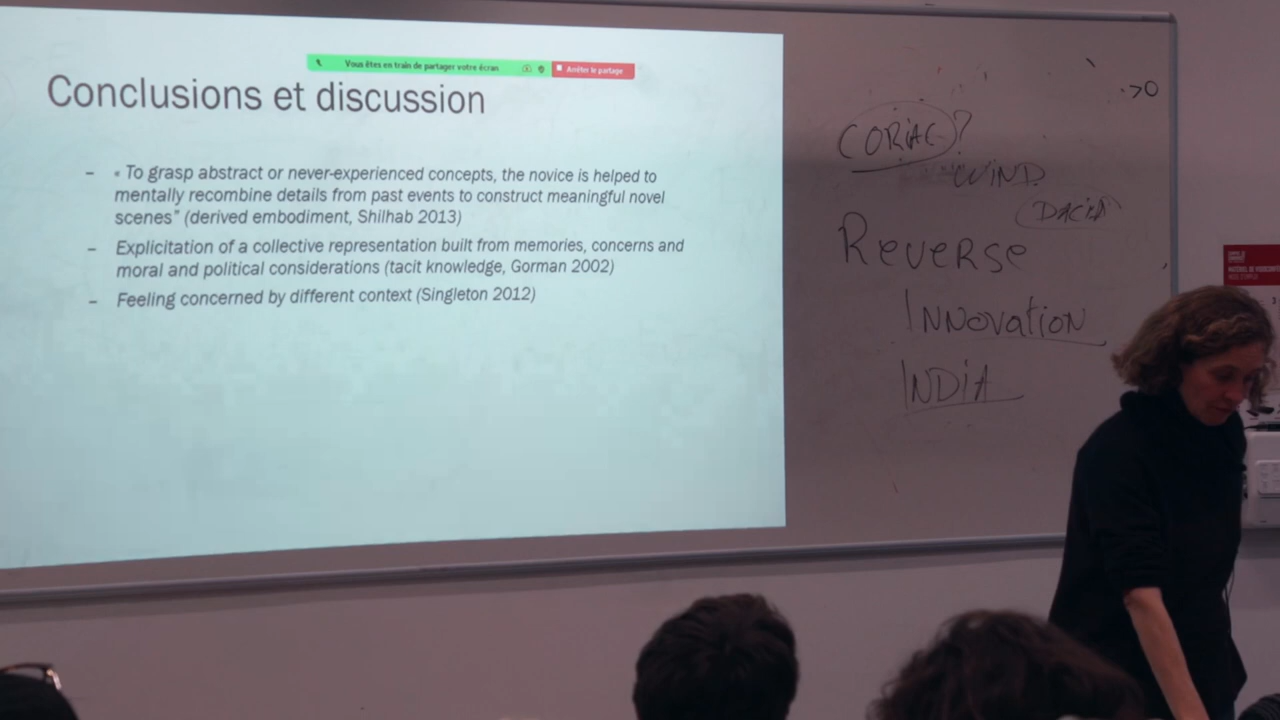 Vous êtes en train de partager votre écran
Arrêter le partage
Conclusions et discussion
– « To grasp abstract or never-experienced concepts, the novice is helped to
mentally recombine details from past events to construct meaningful novel
scenes" (derived embodiment, Shilhab 2013)
– Explicitation of a collective representation built from memories, concerns and
moral and political considerations (tacit knowledge, Gorman 2002)
– Feeling concerned by different context (Singleton 2012)
->0
CORiAC?
WIND
DACIA
Reverse
INNovatioN
INDiA